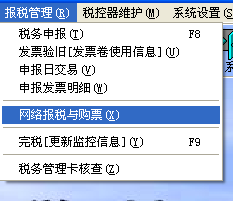 报税管理(R) 税控器维护(M) 系统设置(S
税务申报(T) F8
发票验旧[发票卷使用信息](U)
申报日交易(V)
申报发票明细(W)
网络报税与购票(X)
完税[更新监控信息](Y) F9
税务管理卡核查(Z)